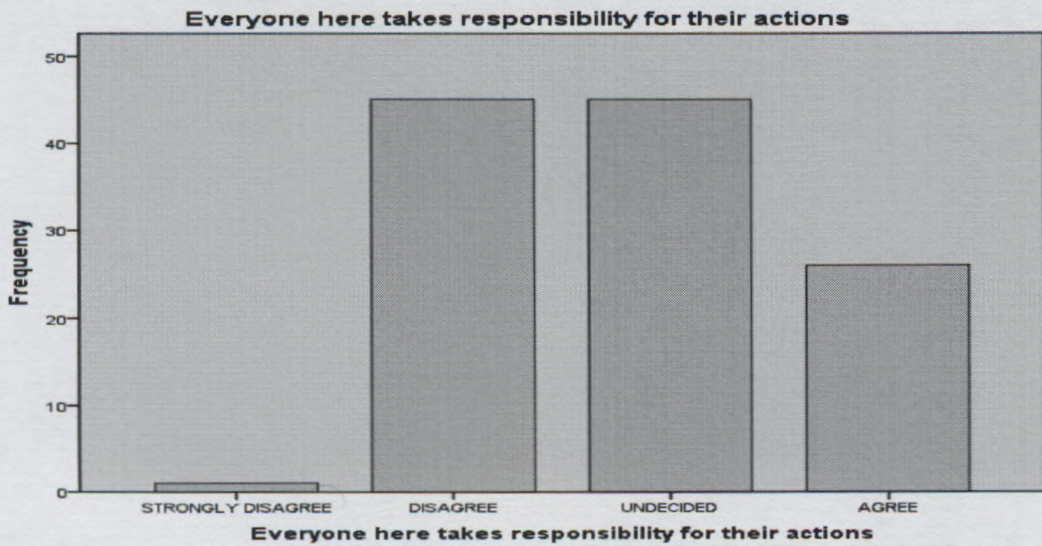 Everyone here takes responsibility for their actions
50
40
30
20
10
0
Frequency
STRONGLY DISAGREE DISAGREE UNDECIDED AGREE
Everyone here takes responsibility for their actions